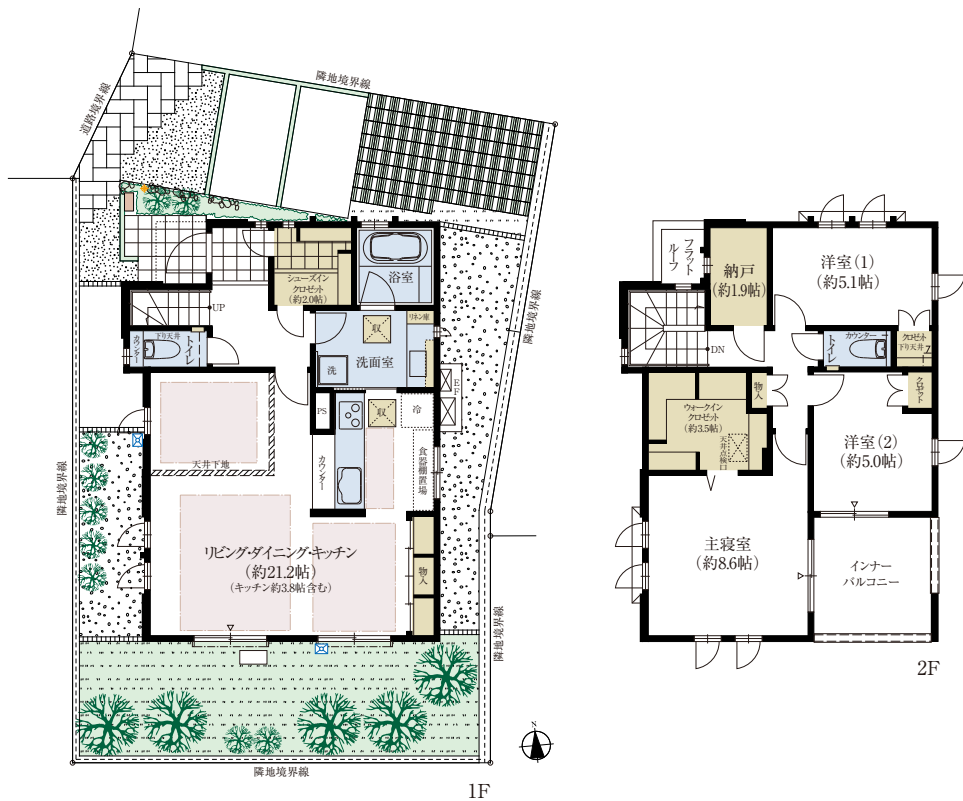 隣地境界線
道路境界線
シューズイン
クロゼット
(約2.0帖)
浴室
UP
リネン庫
収
洗面室
洗
カウンター
下り天井
トイレ
EF
PS
収
冷
カウンター
食器棚置場
天井下地
リビング・ダイニング・キッチン
(約21.2帖)
(キッチン約3.8帖含む)
物入
隣地境界線
隣地境界線
隣地境界線
N
1F
フラット
ルーフ
納戸
(約1.9帖)
洋室(1)
(約5.1帖)
DN
トイレ
カウンター
クロゼット
下り天井
物入
クロゼット
ウォークイン
クロゼット
(約3.5帖)
天井点検口
洋室(2)
(約5.0帖)
主寝室
(約8.6帖)
インナー
バルコニー
2F